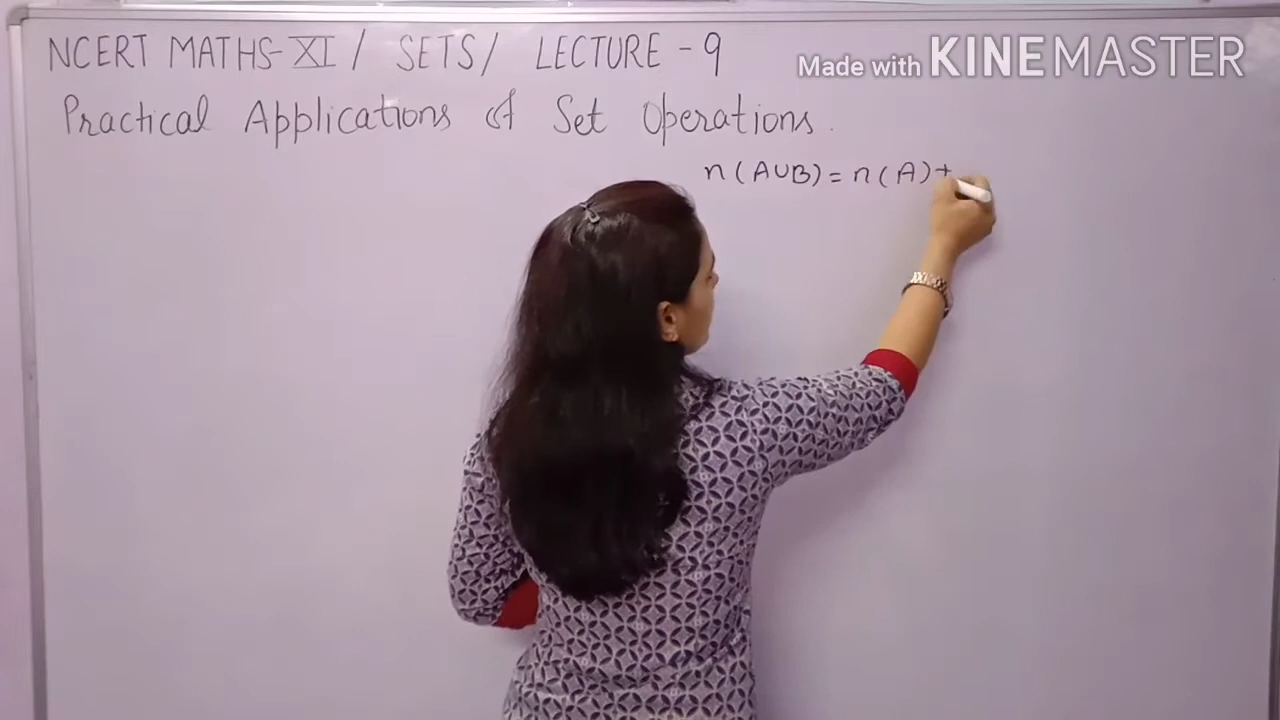 NCERT MATHS-XI / SETS / LECTURE - 9
Made with KINEMASTER
Practical Applications of Set Operations.
n(A∪B) = n(A) +